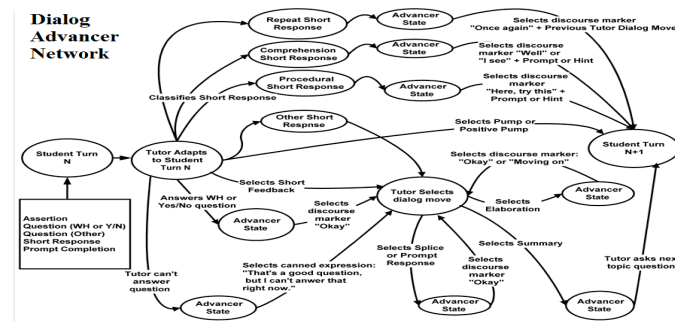 Dialog
Advancer
Network
Repeat Short
Response
Advancer
State
Selects discourse marker
"Once again" + Previous Tutor Dialog Move
Comprehension
Short Response
Advancer
State
Selects discourse
marker "Well" or
"I see" + Prompt or Hint
Procedural
Short Response
Advancer
State
Selects discourse
marker
"Here, try this" +
Prompt or Hint
Classifies Short Response
Other Short
Respnse
Selects Pump or
Positive Pump
Student Turn
N
Tutor Adapts
to Student
Turn N
Student Turn
N+1
Selects discourse marker:
"Okay" or "Moving on"
Selects Short
Feedback
Tutor Selects
dialog move
Advancer
State
Selects
Elaboration
Answers WH or
Yes/No question
Advancer
State
Selects
discourse
marker
"Okay"
Assertion
Question (WH or Y/N)
Question (Other)
Short Response
Prompt Completion
Tutor can't
answer
question
Selects canned expression:
"That's a good question,
but I can't anwer that
right now."
Advancer
State
Selects Splice
or Prompt
Response
Selects
discourse
marker
"Okay"
Advancer
State
Selects Summary
Advancer
State
Tutor asks next
topic question